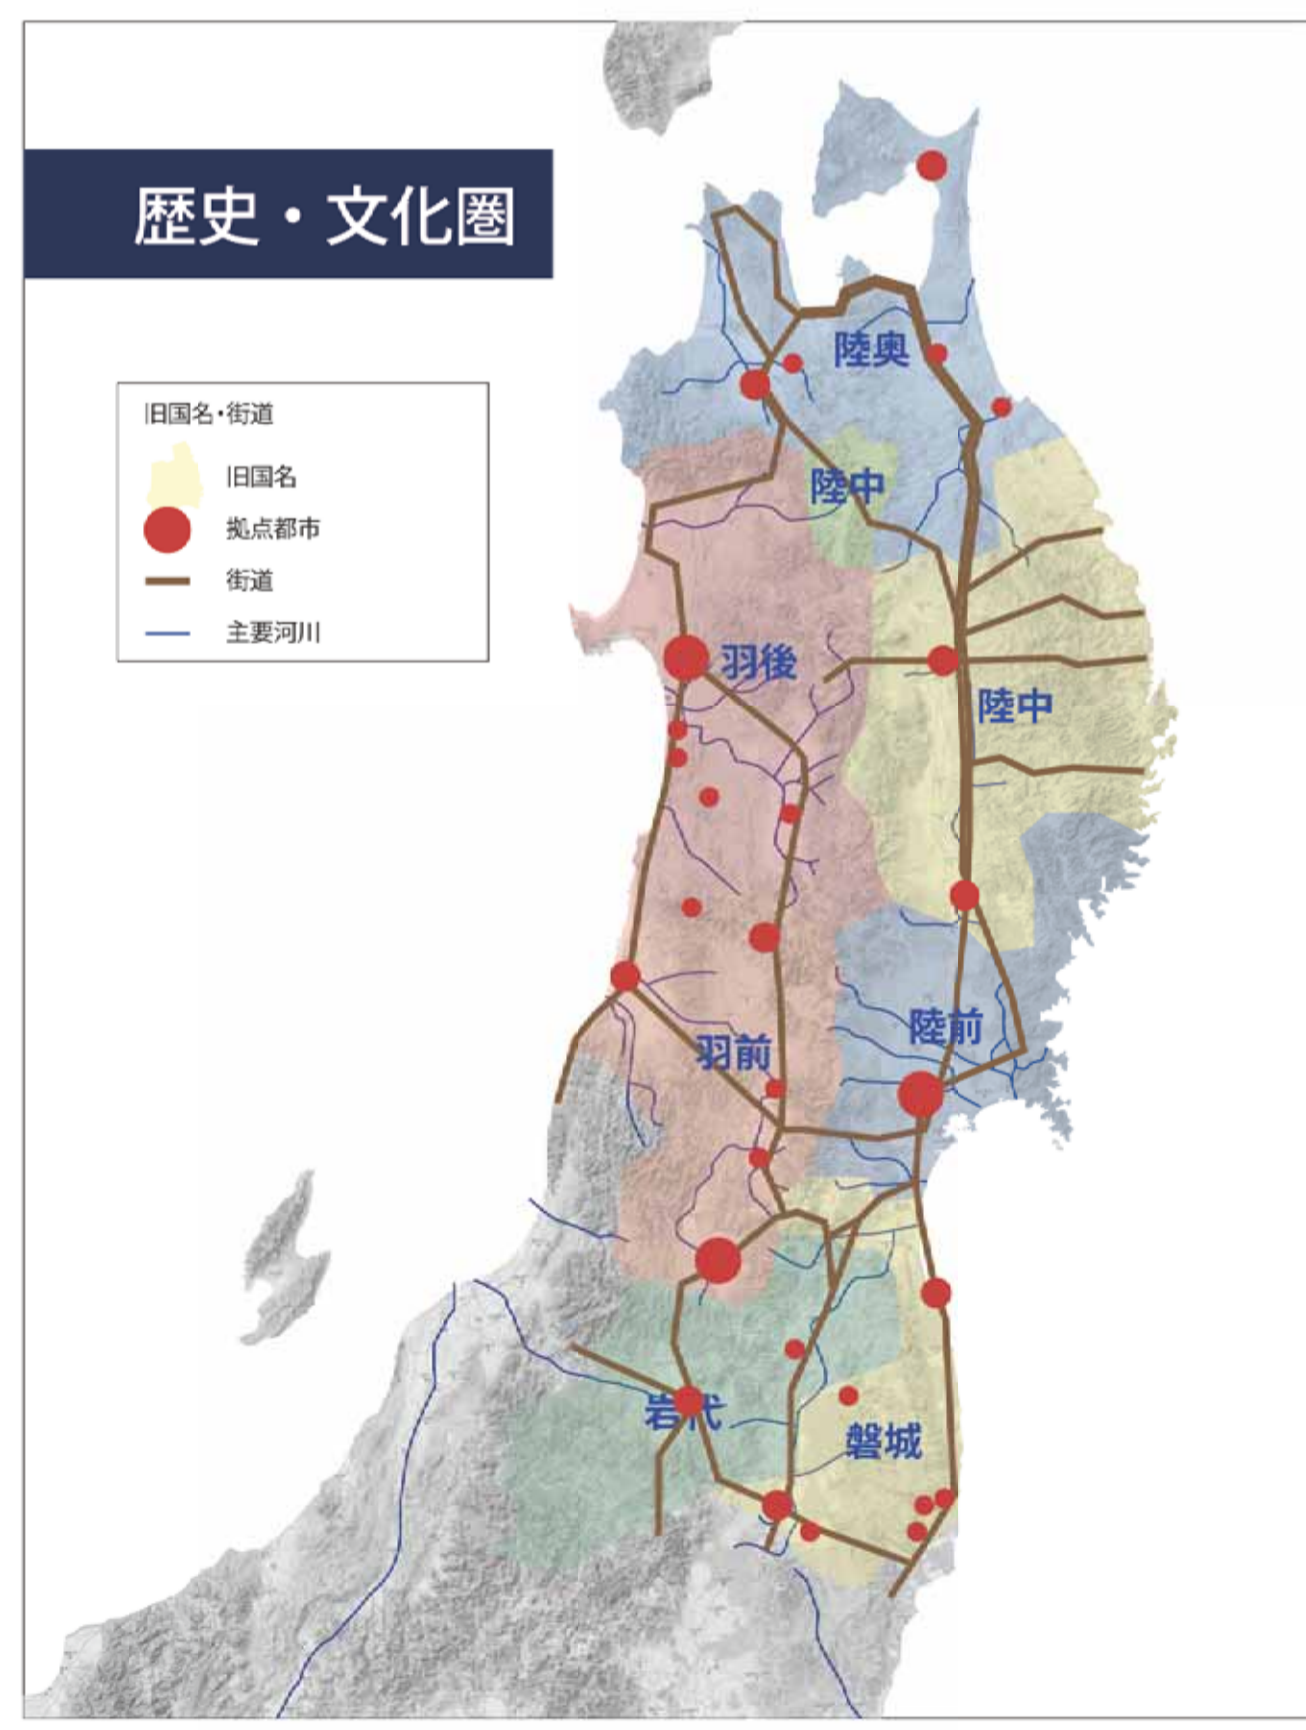 歴史・文化圏
旧国名・街道
旧国名
拠点都市
街道
主要河川
陸奥
陸中
羽後
陸中
陸前
羽前
岩代
磐城